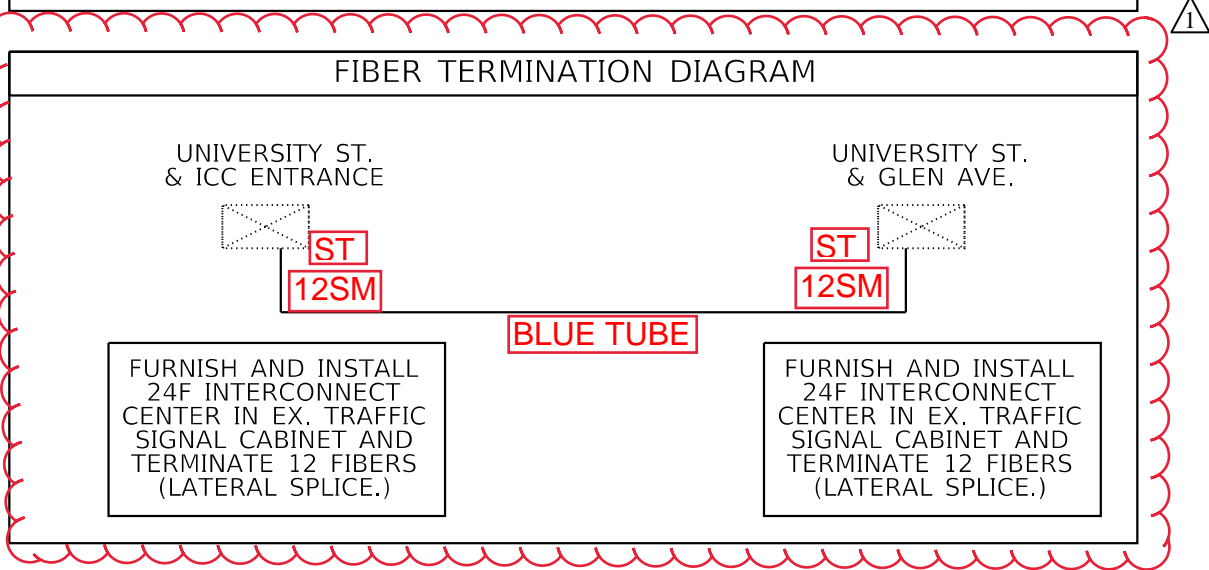 1
FIBER TERMINATION DIAGRAM
UNIVERSITY ST.
& ICC ENTRANCE
UNIVERSITY ST.
& GLEN AVE.
ST
12SM
ST
12SM
BLUE TUBE
FURNISH AND INSTALL
24F INTERCONNECT
CENTER IN EX. TRAFFIC
SIGNAL CABINET AND
TERMINATE 12 FIBERS
(LATERAL SPLICE.)
FURNISH AND INSTALL
24F INTERCONNECT
CENTER IN EX. TRAFFIC
SIGNAL CABINET AND
TERMINATE 12 FIBERS
(LATERAL SPLICE.)